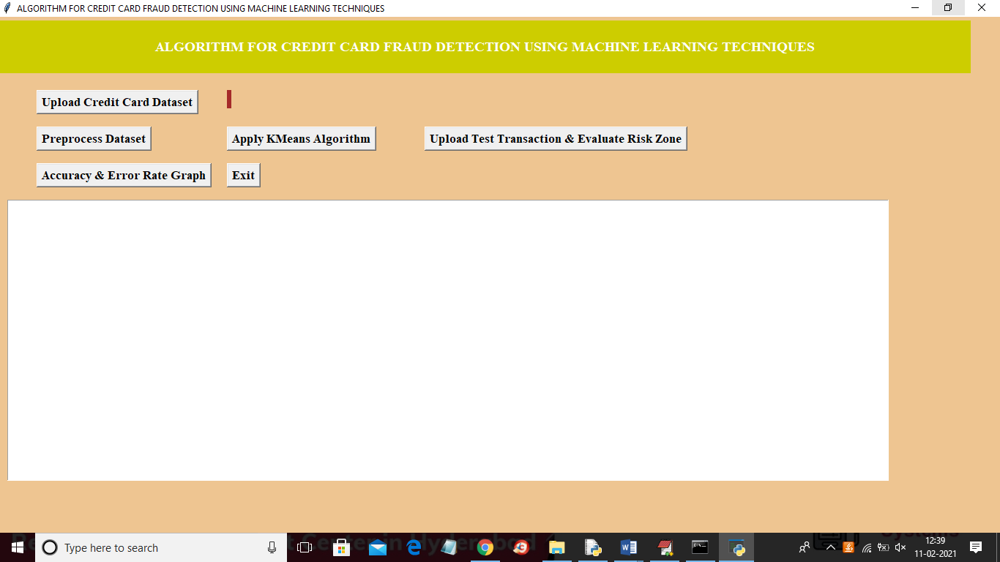 ALGORITHM FOR CREDIT CARD FRAUD DETECTION USING MACHINE LEARNING TECHNIQUES
ALGORITHM FOR CREDIT CARD FRAUD DETECTION USING MACHINE LEARNING TECHNIQUES
Upload Credit Card Dataset
Preprocess Dataset Apply KMeans Algorithm Upload Test Transaction & Evaluate Risk Zone
Accuracy & Error Rate Graph Exit
Type here to search
12:39
11-02-2021